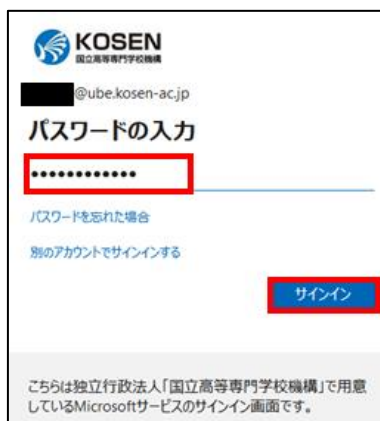 KOSEN
国立高等専門学校機構
@ube.kosen-ac.jp
パスワードの入力
••••••••••••
パスワードを忘れた場合
別のアカウントでサインインする
サインイン
こちらは独立行政法人「国立高等専門学校機構」で用意
しているMicrosoftサービスのサインイン画面です。